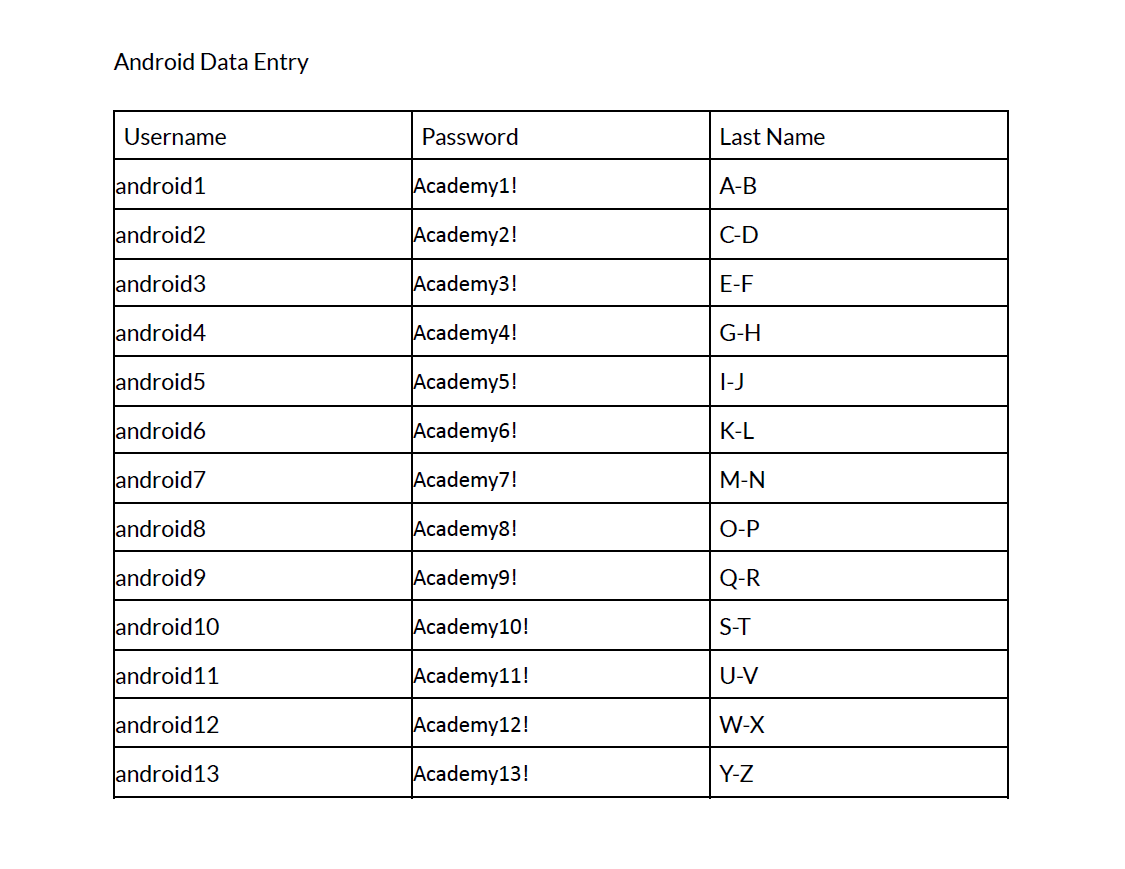 Android Data Entry
Username Password Last Name
android1 Academy1! A-B
android2 Academy2! C-D
android3 Academy3! E-F
android4 Academy4! G-H
android5 Academy5! I-J
android6 Academy6! K-L
android7 Academy7! M-N
android8 Academy8! O-P
android9 Academy9! Q-R
android10 Academy10! S-T
android11 Academy11! U-V
android12 Academy12! W-X
android13 Academy13! Y-Z